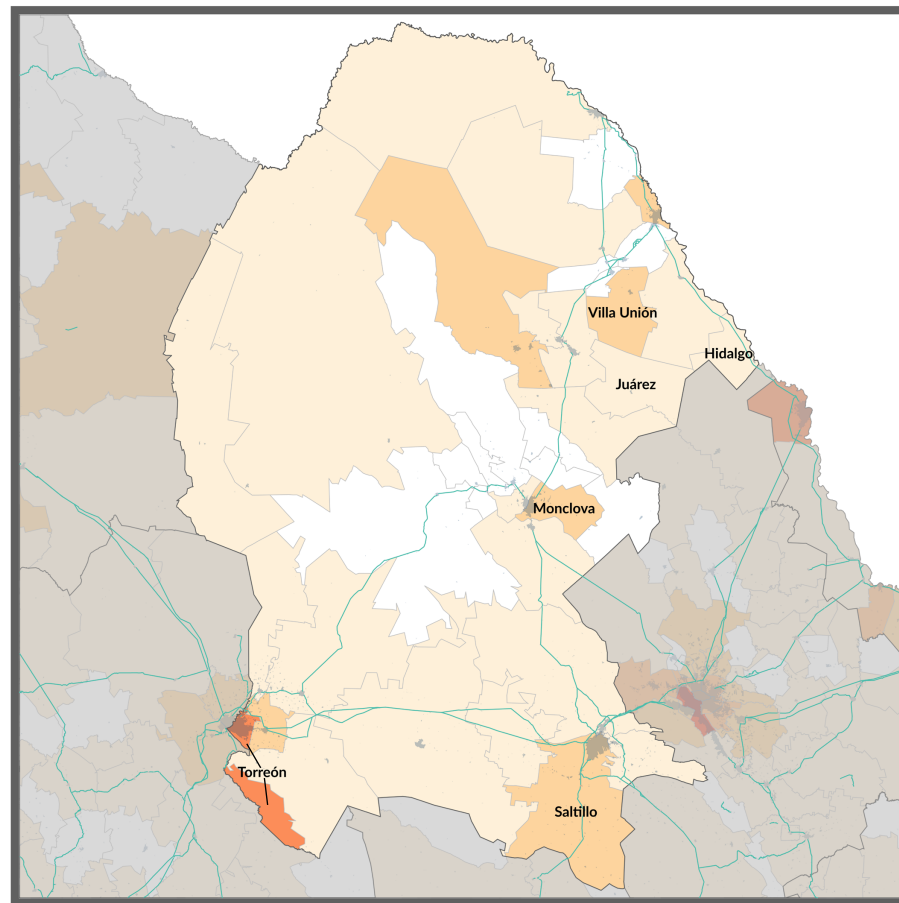 Villa Unión
Hidalgo
Juárez
Monclova
Torreón
Saltillo